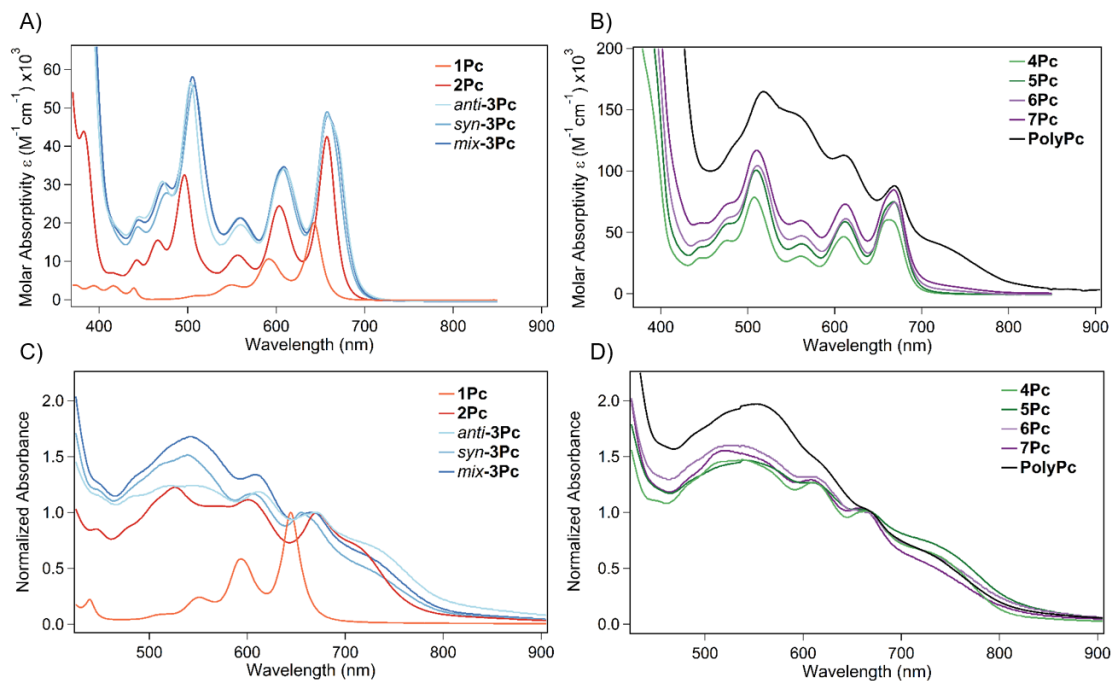 A)
Molar Absorptivity ε (M⁻¹ cm⁻¹) x10³
60
50
40
30
20
10
0
400
500
600
700
800
900
Wavelength (nm)
1Pc
2Pc
anti-3Pc
syn-3Pc
mix-3Pc
B)
Molar Absorptivity ε (M⁻¹ cm⁻¹) x10³
200
150
100
50
0
400
500
600
700
800
900
Wavelength (nm)
4Pc
5Pc
6Pc
7Pc
PolyPc
C)
Normalized Absorbance
2.0
1.5
1.0
0.5
0.0
500
600
700
800
900
Wavelength (nm)
1Pc
2Pc
anti-3Pc
syn-3Pc
mix-3Pc
D)
Normalized Absorbance
2.0
1.5
1.0
0.5
0.0
500
600
700
800
900
Wavelength (nm)
4Pc
5Pc
6Pc
7Pc
PolyPc